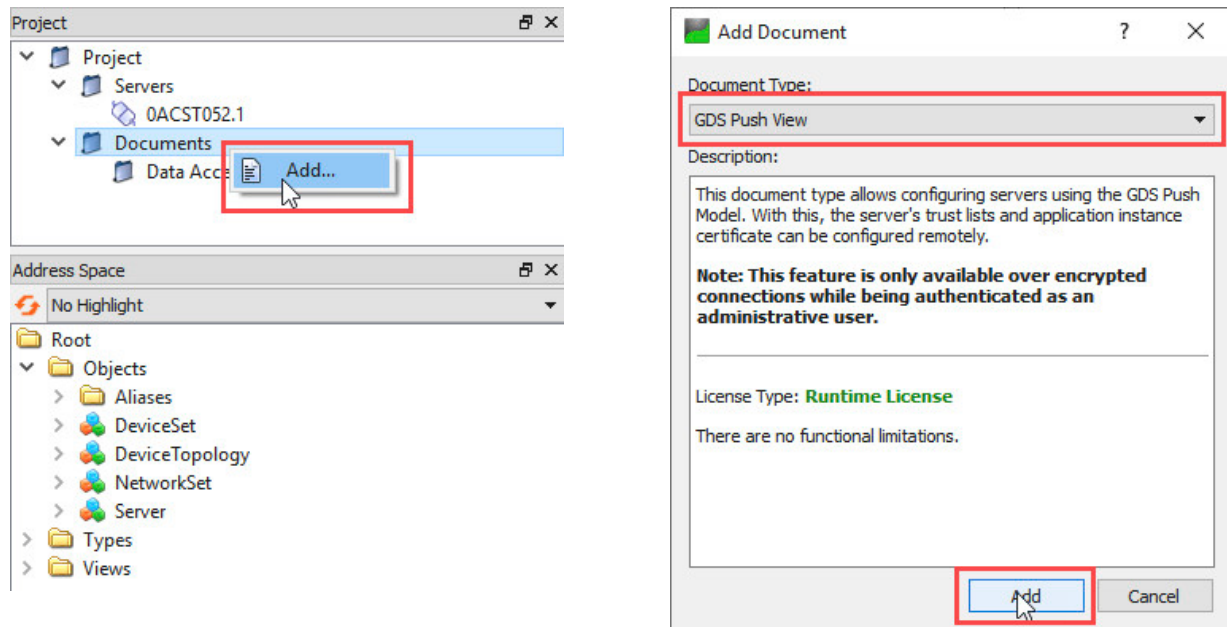 Project
Project
Servers
0ACST052.1
Documents
Data Acce
Add...
Address Space
No Highlight
Root
Objects
Aliases
DeviceSet
DeviceTopology
NetworkSet
Server
Types
Views
Add Document
?
Document Type:
GDS Push View
Description:
This document type allows configuring servers using the GDS Push
Model. With this, the server's trust lists and application instance
certificate can be configured remotely.
Note: This feature is only available over encrypted
connections while being authenticated as an
administrative user.
License Type: Runtime License
There are no functional limitations.
Add
Cancel